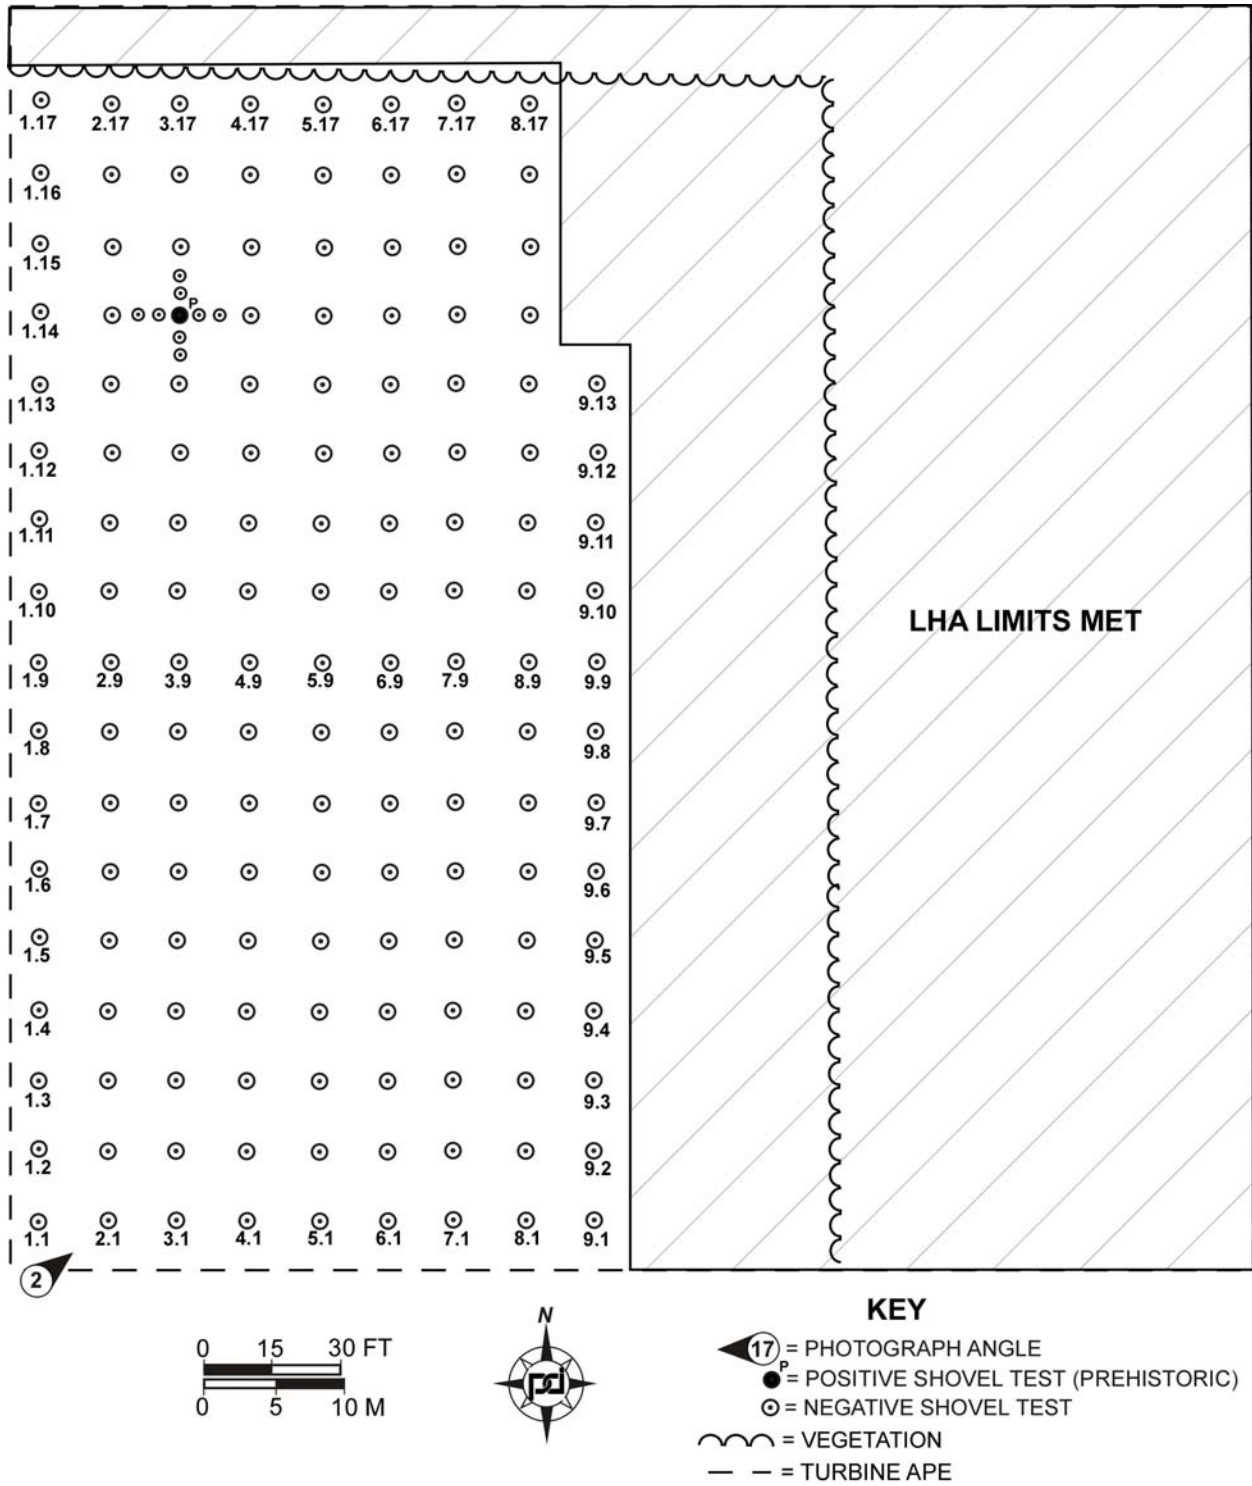 1.17 2.17 3.17 4.17 5.17 6.17 7.17 8.17
1.16
1.15
P
1.14
1.13 9.13
1.12 9.12
1.11 9.11
1.10 9.10
LHA LIMITS MET
1.9 2.9 3.9 4.9 5.9 6.9 7.9 8.9 9.9
1.8 9.8
1.7 9.7
1.6 9.6
1.5 9.5
1.4 9.4
1.3 9.3
1.2 9.2
1.1 2.1 3.1 4.1 5.1 6.1 7.1 8.1 9.1
2
0 15 30 FT
0 5 10 M
N
pci
KEY
17 = PHOTOGRAPH ANGLE
P = POSITIVE SHOVEL TEST (PREHISTORIC)
= NEGATIVE SHOVEL TEST
= VEGETATION
= TURBINE APE